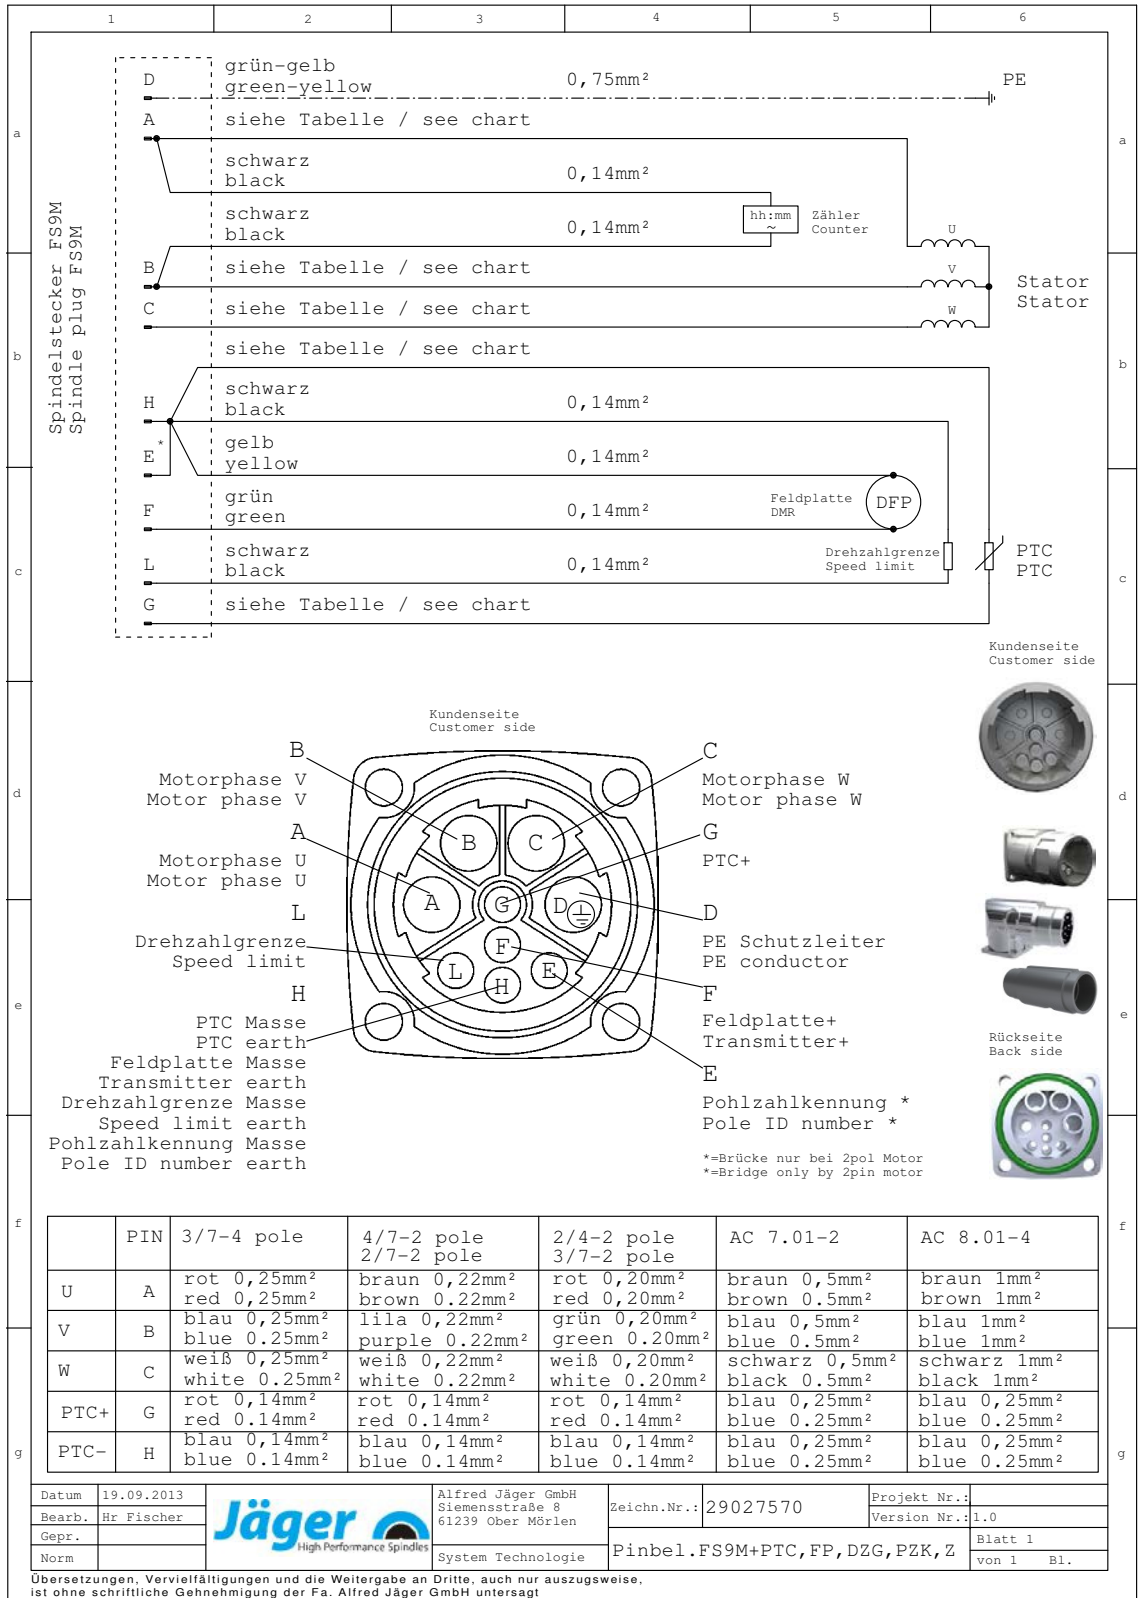 1 2 3 4 5 6
a
b
c
d
e
f
g
a
b
c
d
e
f
g
Spindelstecker FS9M
Spindle plug FS9M
D
grün-gelb
green-yellow
0,75mm²
PE
A
siehe Tabelle / see chart
schwarz
black
0,14mm²
schwarz
black
0,14mm²
hh:mm
~
Zähler
Counter
U
B
siehe Tabelle / see chart
V
C
siehe Tabelle / see chart
W
Stator
Stator
siehe Tabelle / see chart
H
schwarz
black
0,14mm²
E *
gelb
yellow
0,14mm²
F
grün
green
0,14mm²
Feldplatte
DMR
DFP
L
schwarz
black
0,14mm²
Drehzahlgrenze
Speed limit
PTC
PTC
G
siehe Tabelle / see chart
Kundenseite
Customer side
Kundenseite
Customer side
B
Motorphase V
Motor phase V
A
Motorphase U
Motor phase U
L
Drehzahlgrenze
Speed limit
H
PTC Masse
PTC earth
Feldplatte Masse
Transmitter earth
Drehzahlgrenze Masse
Speed limit earth
Pohlzahlkennung Masse
Pole ID number earth
B C
A G D
F
L H E
C
Motorphase W
Motor phase W
G
PTC+
D
PE Schutzleiter
PE conductor
F
Feldplatte+
Transmitter+
E
Pohlzahlkennung *
Pole ID number *
*=Brücke nur bei 2pol Motor
*=Bridge only by 2pin motor
Rückseite
Back side
PIN 3/7-4 pole 4/7-2 pole 2/4-2 pole AC 7.01-2 AC 8.01-4
2/7-2 pole 3/7-2 pole
U A rot 0,25mm² braun 0,22mm² rot 0,20mm² braun 0,5mm² braun 1mm²
red 0,25mm² brown 0.22mm² red 0,20mm² brown 0.5mm² brown 1mm²
V B blau 0,25mm² lila 0,22mm² grün 0,20mm² blau 0,5mm² blau 1mm²
blue 0.25mm² purple 0.22mm² green 0.20mm² blue 0.5mm² blue 1mm²
W C weiß 0,25mm² weiß 0,22mm² weiß 0,20mm² schwarz 0,5mm² schwarz 1mm²
white 0.25mm² white 0.22mm² white 0.20mm² black 0.5mm² black 1mm²
PTC+ G rot 0,14mm² rot 0,14mm² rot 0,14mm² blau 0,25mm² blau 0,25mm²
red 0.14mm² red 0.14mm² red 0.14mm² blue 0.25mm² blue 0.25mm²
PTC- H blau 0,14mm² blau 0,14mm² blau 0,14mm² blau 0,25mm² blau 0,25mm²
blue 0.14mm² blue 0.14mm² blue 0.14mm² blue 0.25mm² blue 0.25mm²
Datum 19.09.2013
Bearb. Hr Fischer
Gepr.
Norm
Jäger
High Performance Spindles
Alfred Jäger GmbH
Siemensstraße 8
61239 Ober Mörlen
System Technologie
Zeichn.Nr.: 29027570
Pinbel.FS9M+PTC,FP,DZG,PZK,Z
Projekt Nr.:
Version Nr.: 1.0
Blatt 1
von 1 Bl.
Übersetzungen, Vervielfältigungen und die Weitergabe an Dritte, auch nur auszugsweise,
ist ohne schriftliche Gehnehmigung der Fa. Alfred Jäger GmbH untersagt